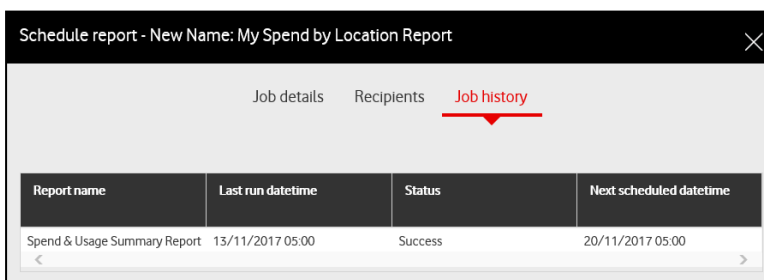 Schedule report - New Name: My Spend by Location Report
Job details Recipients Job history
Report name Last run datetime Status Next scheduled datetime
Spend & Usage Summary Report 13/11/2017 05:00 Success 20/11/2017 05:00